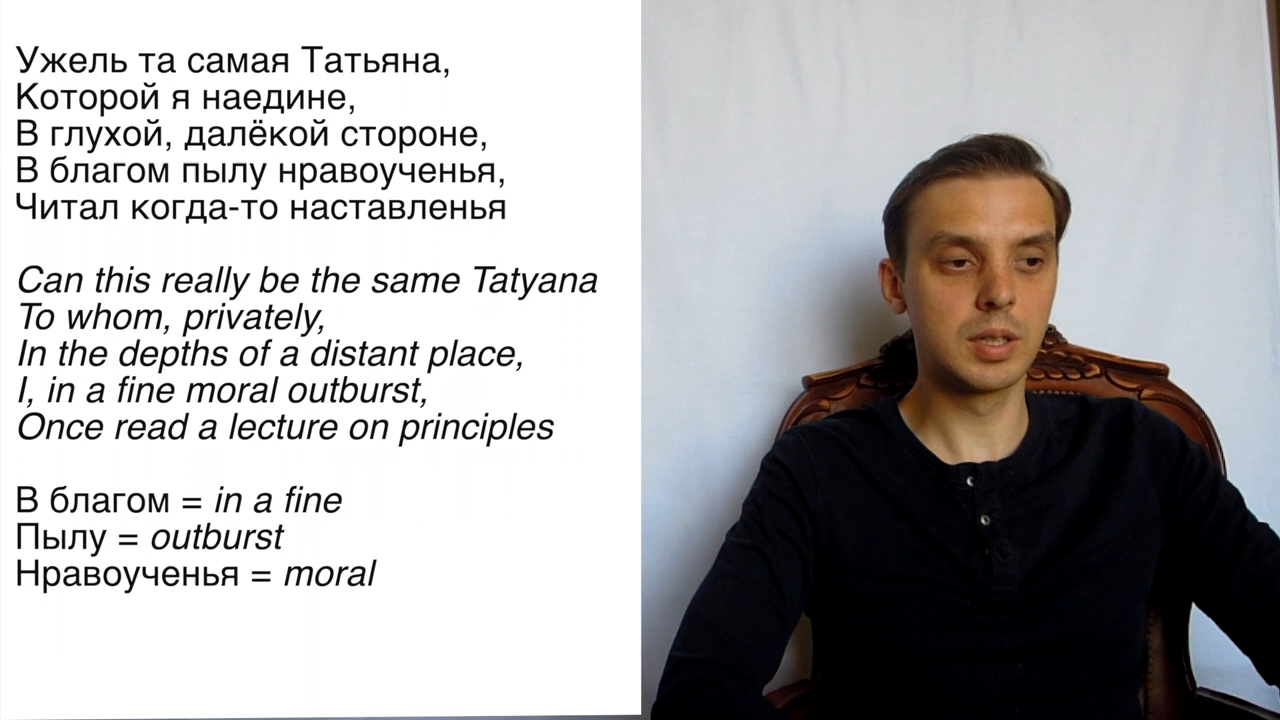 Ужель та самая Татьяна,
Которой я наедине,
В глухой, далёкой стороне,
В благом пылу нравоученья,
Читал когда-то наставленья
Can this really be the same Tatyana
To whom, privately,
In the depths of a distant place,
I, in a fine moral outburst,
Once read a lecture on principles
В благом = in a fine
Пылу = outburst
Нравоученья = moral